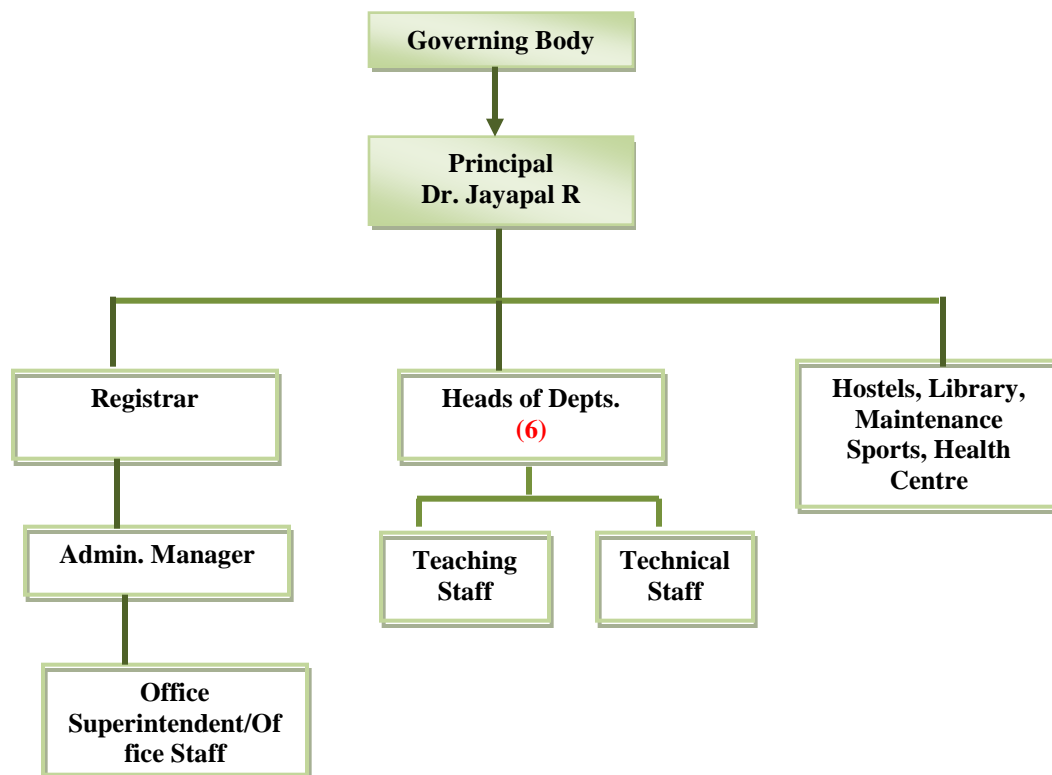 Governing Body
Principal
Dr. Jayapal R
Registrar
Heads of Depts.
(6)
Hostels, Library,
Maintenance
Sports, Health
Centre
Admin. Manager
Teaching
Staff
Technical
Staff
Office
Superintendent/Of
fice Staff